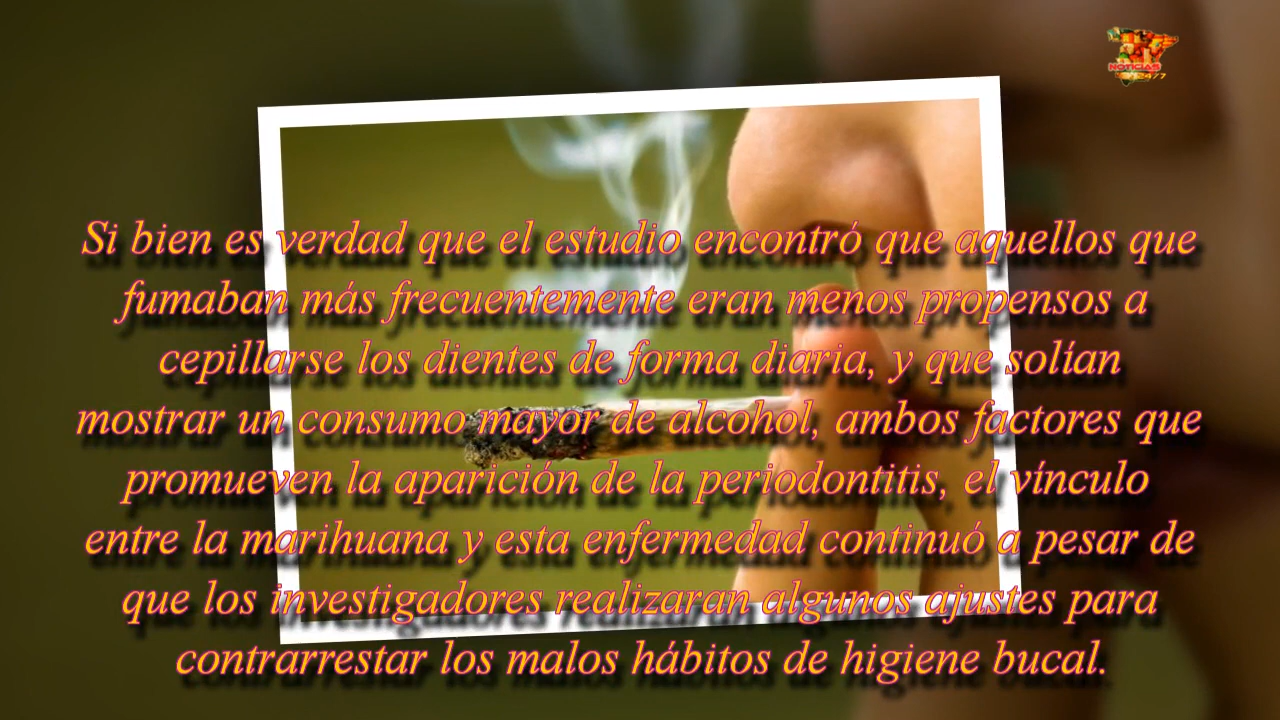 NOTICIAS
24/7
Si bien es verdad que el estudio encontró que aquellos que
fumaban más frecuentemente eran menos propensos a
cepillarse los dientes de forma diaria, y que solían
mostrar un consumo mayor de alcohol, ambos factores que
promueven la aparición de la periodontitis, el vínculo
entre la marihuana y esta enfermedad continuó a pesar de
que los investigadores realizaran algunos ajustes para
contrarrestar los malos hábitos de higiene bucal.